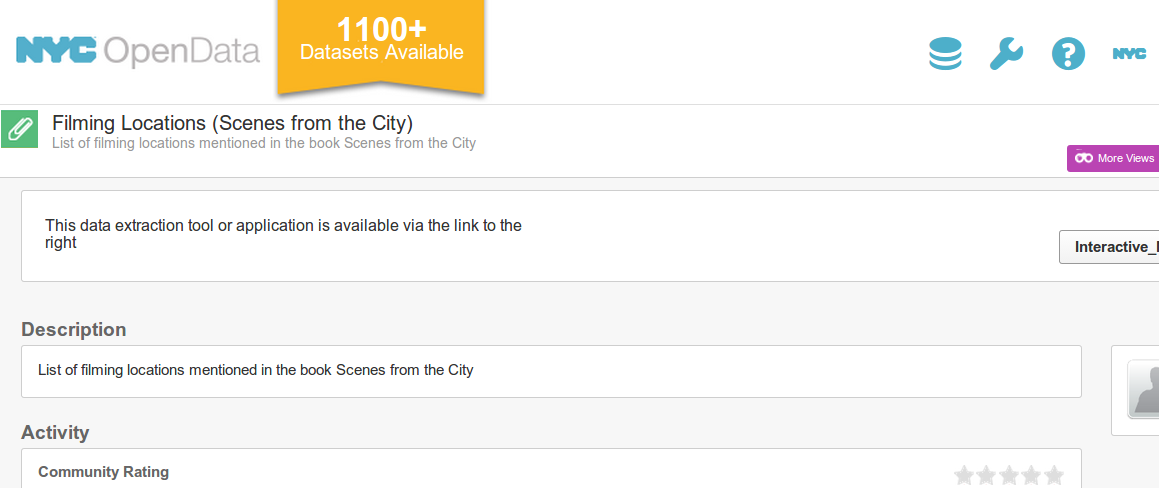 NYC OpenData
1100+
Datasets Available
NYC
Filming Locations (Scenes from the City)
List of filming locations mentioned in the book Scenes from the City
More Views
This data extraction tool or application is available via the link to the
right
Description
List of filming locations mentioned in the book Scenes from the City
Activity
Community Rating